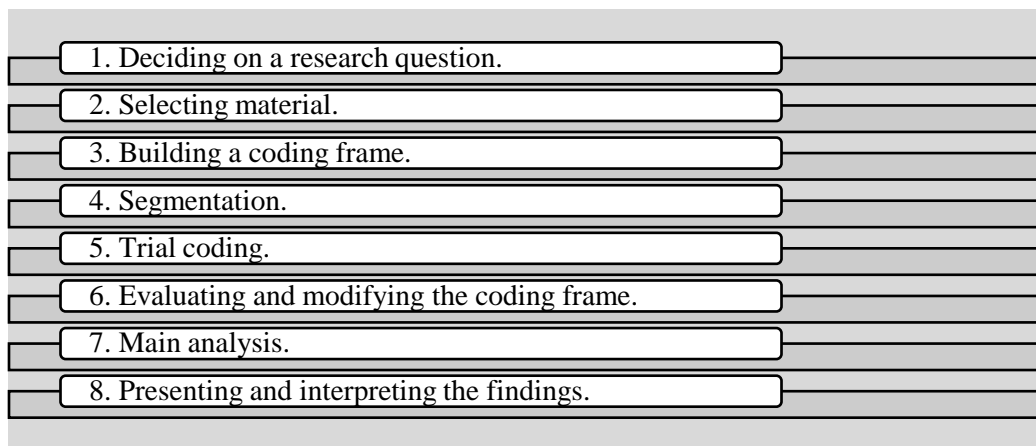 1. Deciding on a research question.
2. Selecting material.
3. Building a coding frame.
4. Segmentation.
5. Trial coding.
6. Evaluating and modifying the coding frame.
7. Main analysis.
8. Presenting and interpreting the findings.